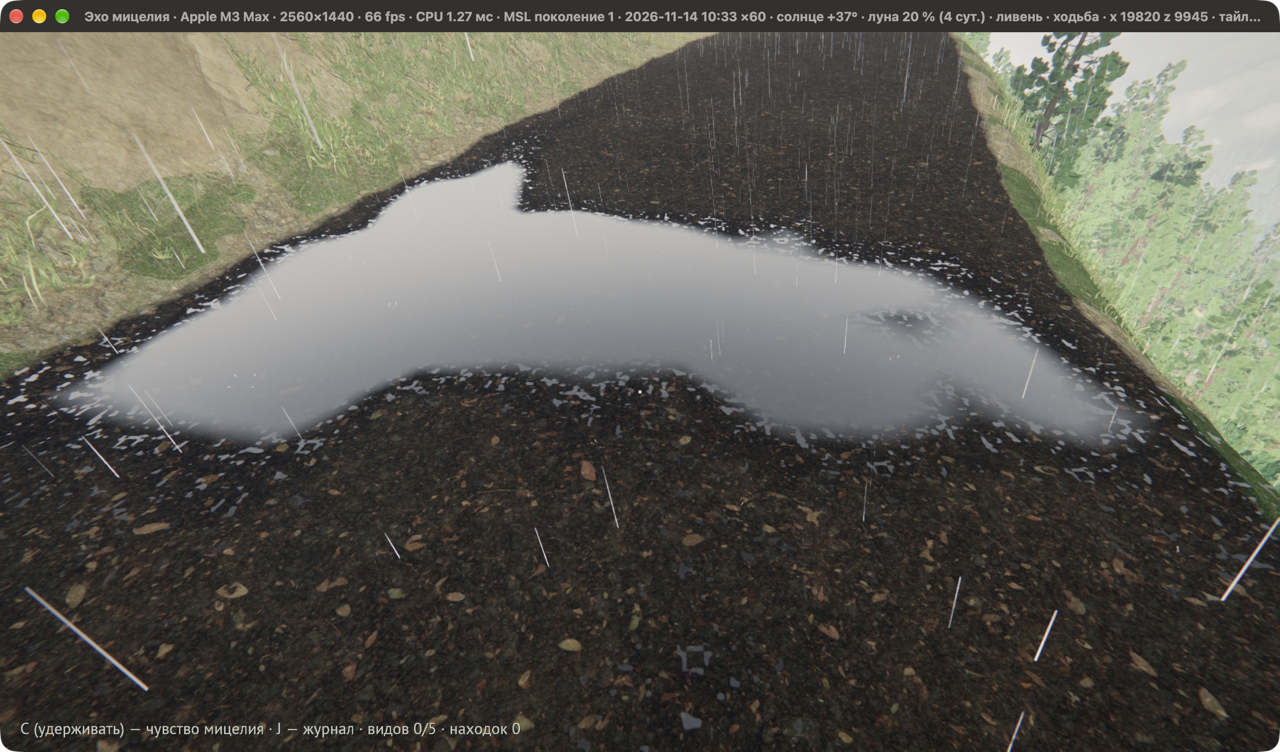 Эхо мицелия · Apple M3 Max · 2560×1440 · 66 fps · CPU 1.27 мс · MSL поколение 1 · 2026-11-14 10:33 ×60 · солнце +37° · луна 20 % (4 сут.) · ливень · ходьба · x 19820 z 9945 · тайл...
C (удерживать) — чувство мицелия · J — журнал · видов 0/5 · находок 0